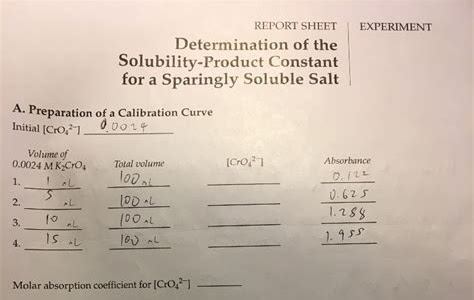 REPORT SHEET | EXPERIMENT
Determination of the
Solubility-Product Constant
for a Sparingly Soluble Salt
A. Preparation of a Calibration Curve
Initial [CrO₄²⁻] 0.0024
Volume of
0.0024 M K₂CrO₄ Total volume [CrO₄²⁻] Absorbance
1. 1 mL 100 mL 0.122
2. 5 mL 100 mL 0.625
3. 10 mL 100 mL 1.288
4. 15 mL 100 mL 1.955
Molar absorption coefficient for [CrO₄²⁻]